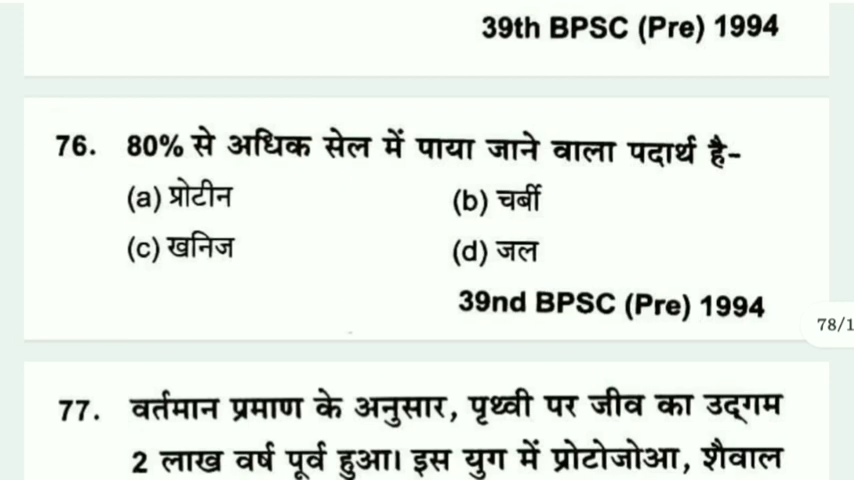 39th BPSC (Pre) 1994
76. 80% से अधिक सेल में पाया जाने वाला पदार्थ है-
(a) प्रोटीन (b) चर्बी
(c) खनिज (d) जल
39nd BPSC (Pre) 1994
78/1
77. वर्तमान प्रमाण के अनुसार, पृथ्वी पर जीव का उद्गम
2 लाख वर्ष पूर्व हुआ। इस युग में प्रोटोजोआ, शैवाल